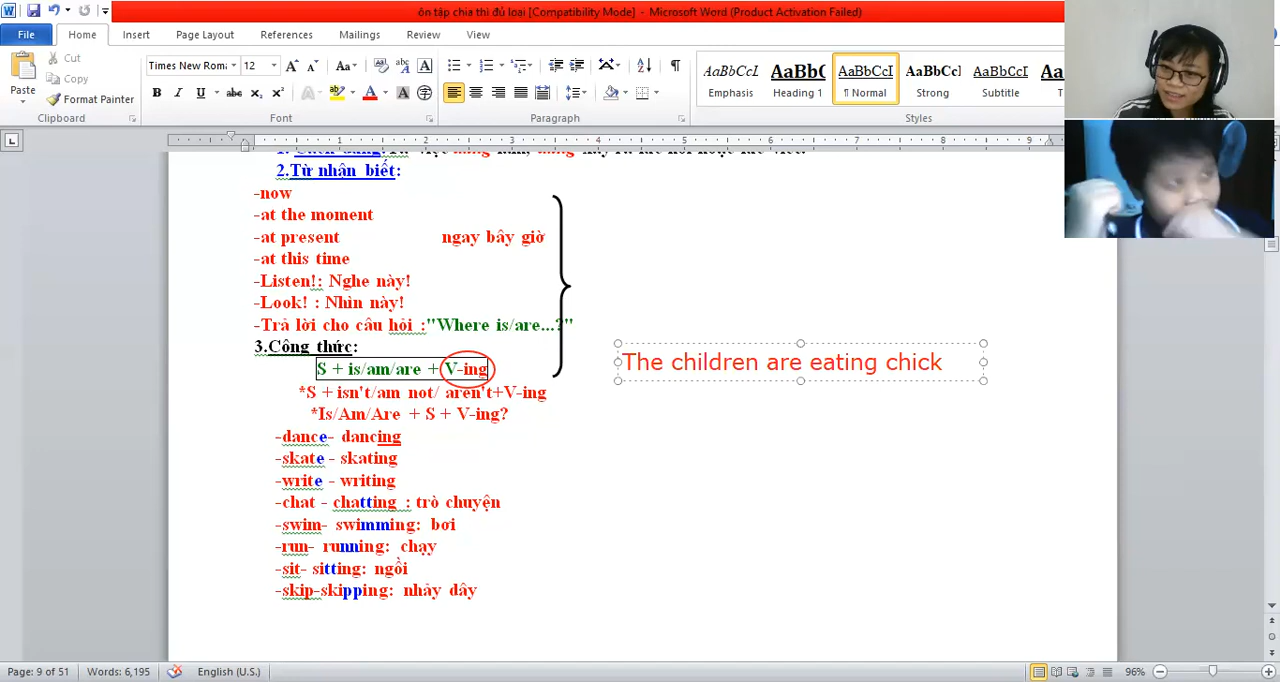 ôn tập chia thì đủ loại [Compatibility Mode] - Microsoft Word (Product Activation Failed)
File Home Insert Page Layout References Mailings Review View
Paste
Cut
Copy
Format Painter
Clipboard
Times New Rom 12
Font
Paragraph
AaBbCcI AaBb( AaBbCcI AaBbCcl AaBbCcI Aa
Emphasis Heading 1 ¶ Normal Strong Subtitle T
Styles
2.Từ nhận biết:
-now
-at the moment
-at present ngay bây giờ
-at this time
-Listen!: Nghe này!
-Look! : Nhìn này!
-Trả lời cho câu hỏi :"Where is/are...?"
3.Công thức:
S + is/am/are + V-ing
*S + isn't/am not/ aren't+V-ing
*Is/Am/Are + S + V-ing?
-dance- dancing
-skate - skating
-write - writing
-chat - chatting : trò chuyện
-swim- swimming: bơi
-run- running: chạy
-sit- sitting: ngồi
-skip-skipping: nhảy dây
The children are eating chick
Page: 9 of 51 Words: 6,195 English (U.S.) 96%